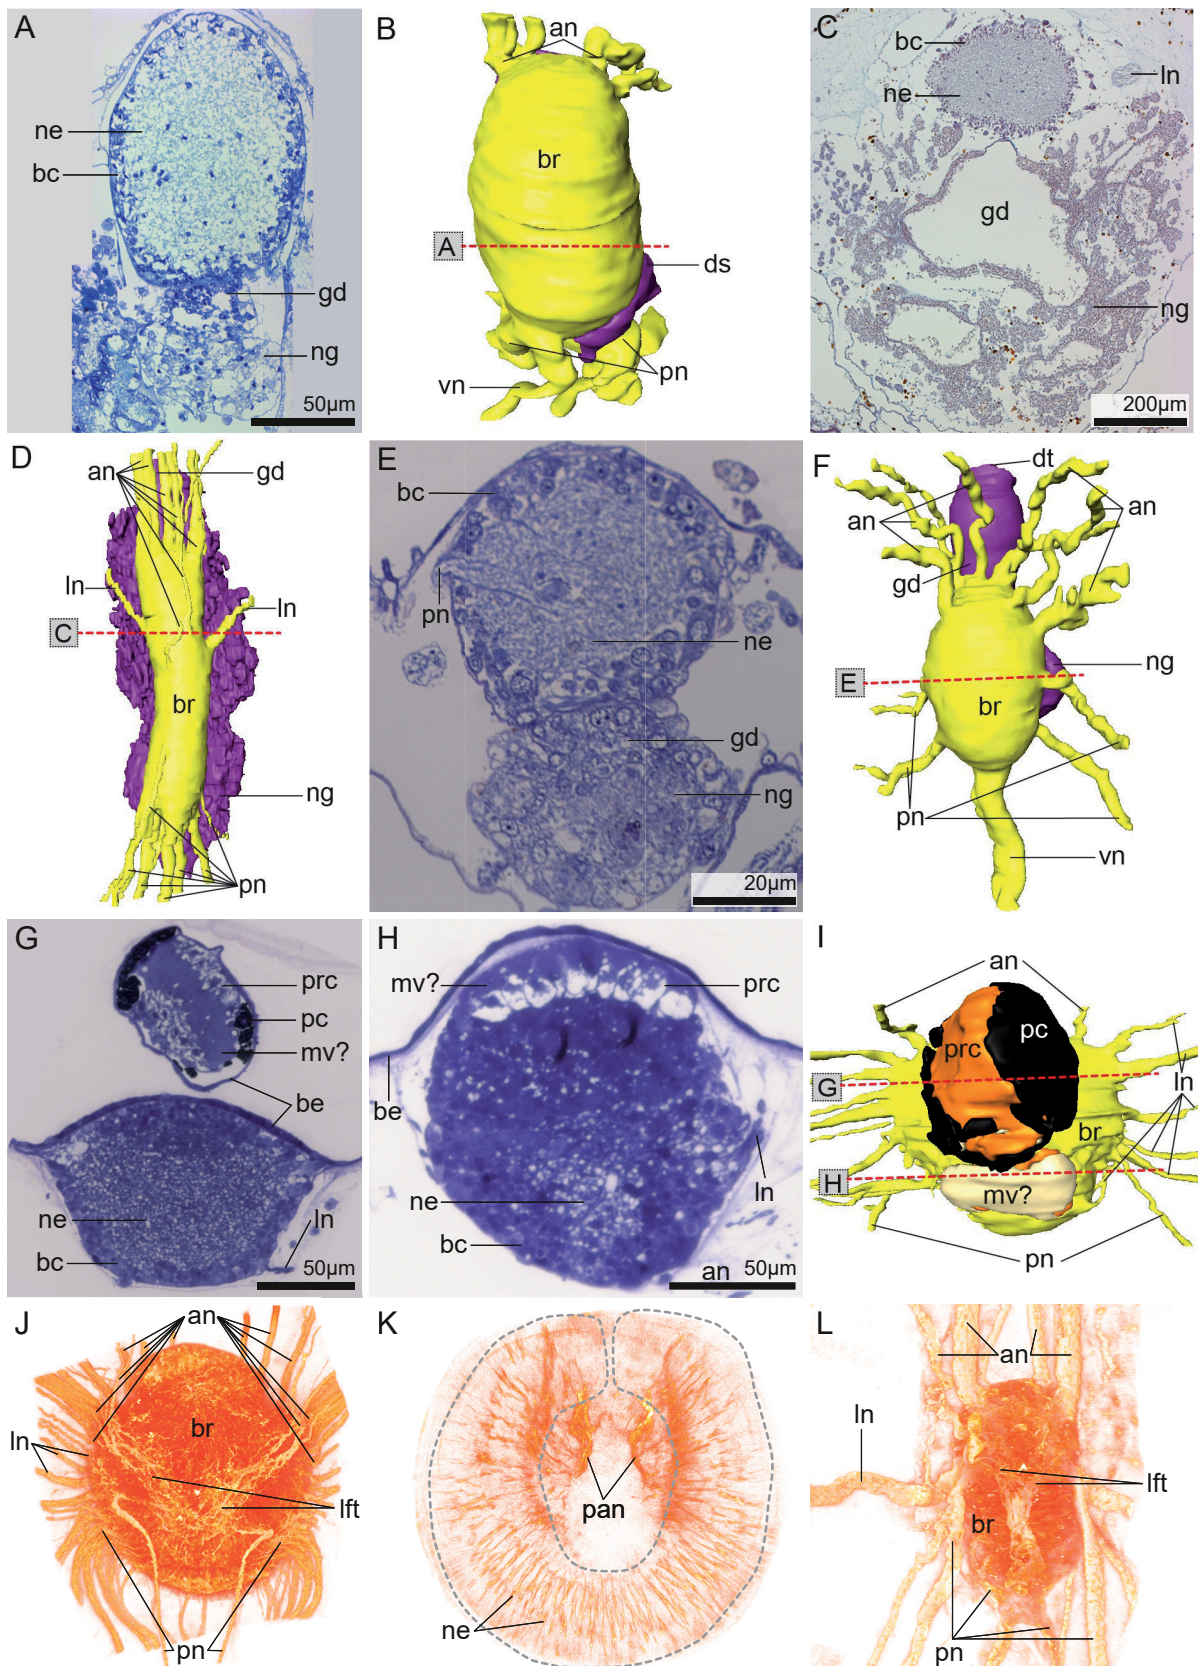 A
ne
bc
gd
ng
50µm
B
an
br
A
ds
pn
vn
C
bc
ln
ne
gd
ng
200µm
D
an
gd
ln
ln
C
br
ng
pn
E
bc
pn
ne
gd
ng
20µm
F
dt
an
an
gd
ng
E
br
pn
vn
G
prc
pc
mv?
be
ne
ln
bc
50µm
H
mv?
prc
be
ln
ne
bc
an
50µm
I
an
pc
prc
ln
G
br
H
mv?
pn
J
an
br
ln
lft
pn
K
pan
ne
L
an
ln
lft
br
pn